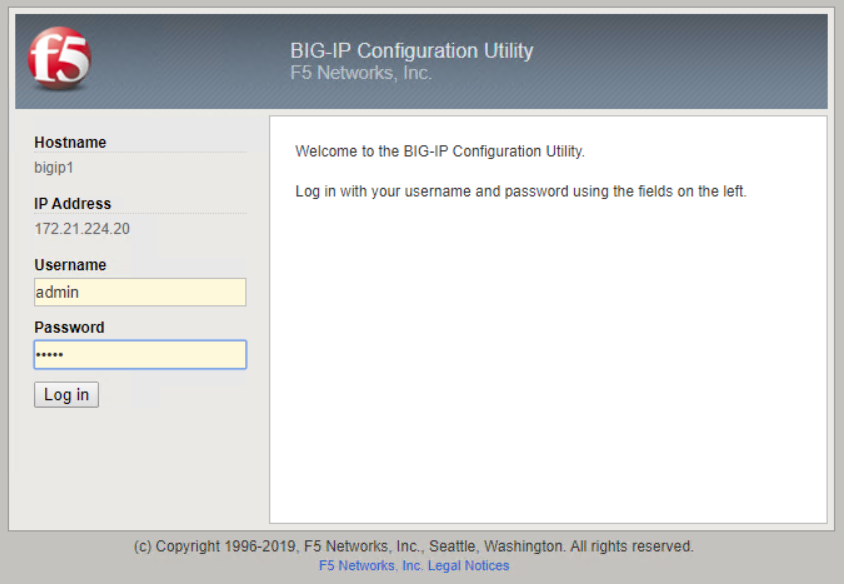 f5
BIG-IP Configuration Utility
F5 Networks, Inc.
Hostname
bigip1
IP Address
172.21.224.20
Username
admin
Password
•••••
Log in
Welcome to the BIG-IP Configuration Utility.
Log in with your username and password using the fields on the left.
(c) Copyright 1996-2019, F5 Networks, Inc., Seattle, Washington. All rights reserved.
F5 Networks, Inc. Legal Notices